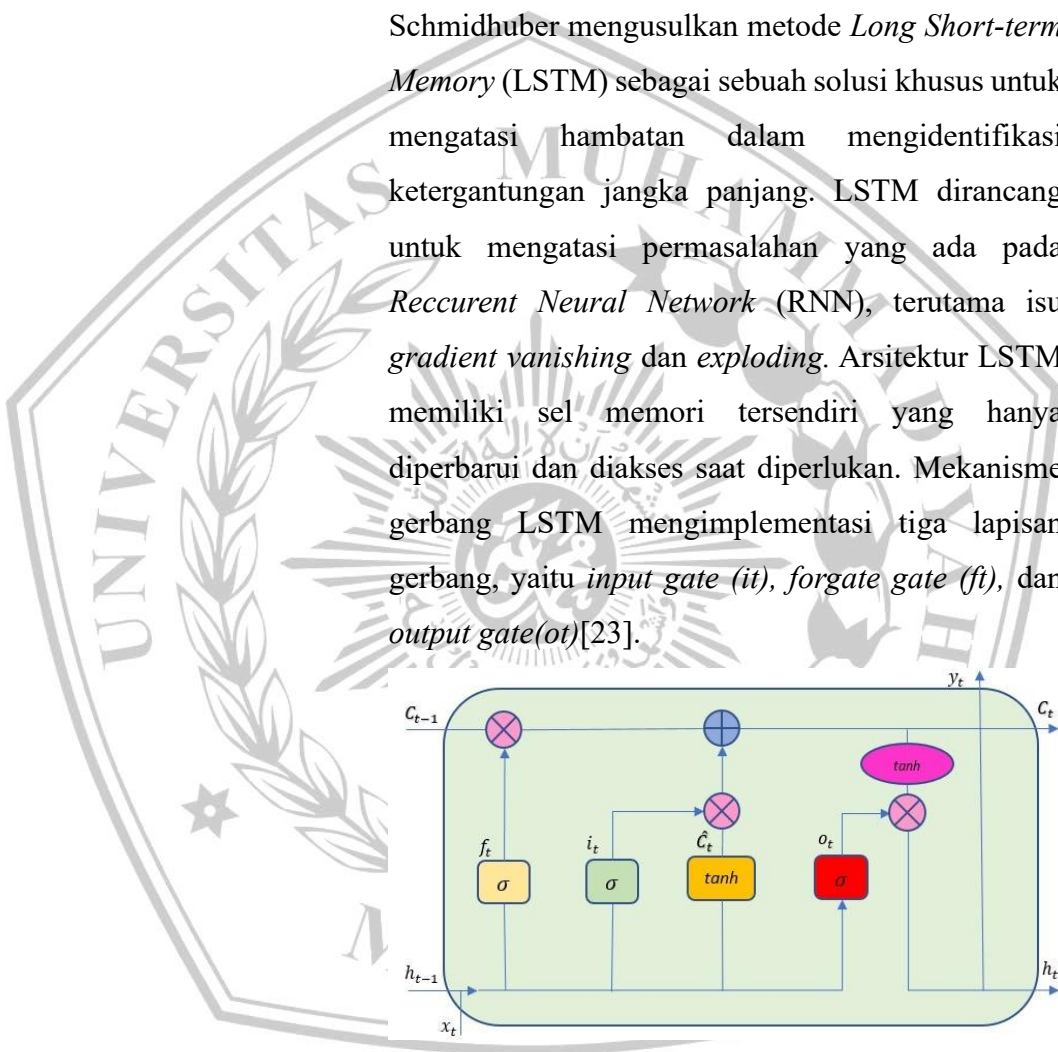 Schmidhuber mengusulkan metode Long Short-term
Memory (LSTM) sebagai sebuah solusi khusus untuk
mengatasi hambatan dalam mengidentifikasi
ketergantungan jangka panjang. LSTM dirancang
untuk mengatasi permasalahan yang ada pada
Reccurent Neural Network (RNN), terutama isu
gradient vanishing dan exploding. Arsitektur LSTM
memiliki sel memori tersendiri yang hanya
diperbarui dan diakses saat diperlukan. Mekanisme
gerbang LSTM mengimplementasi tiga lapisan
gerbang, yaitu input gate (it), forgate gate (ft), dan
output gate(ot)[23].
UNIVERSITAS MUHAMMADIYAH
y_t
C_{t-1}
C_t
tanh
f_t
i_t
Ĉ_t
o_t
σ
σ
tanh
σ
h_{t-1}
h_t
x_t